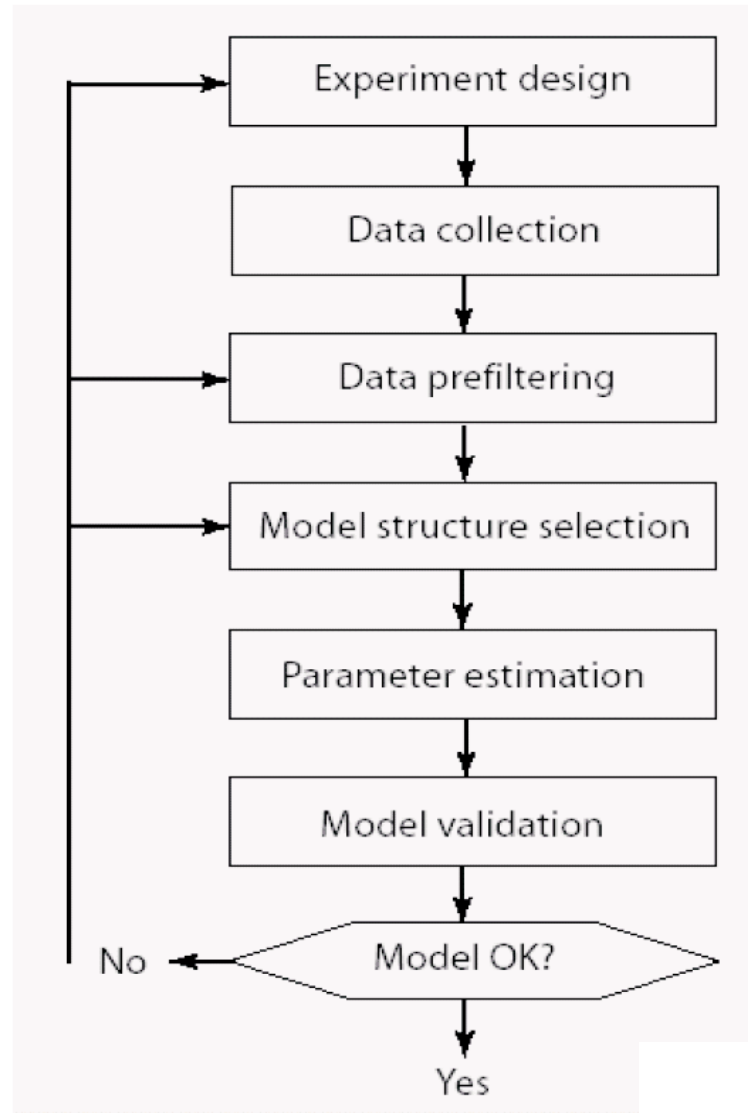 Experiment design
Data collection
Data prefiltering
Model structure selection
Parameter estimation
Model validation
Model OK?
No
Yes